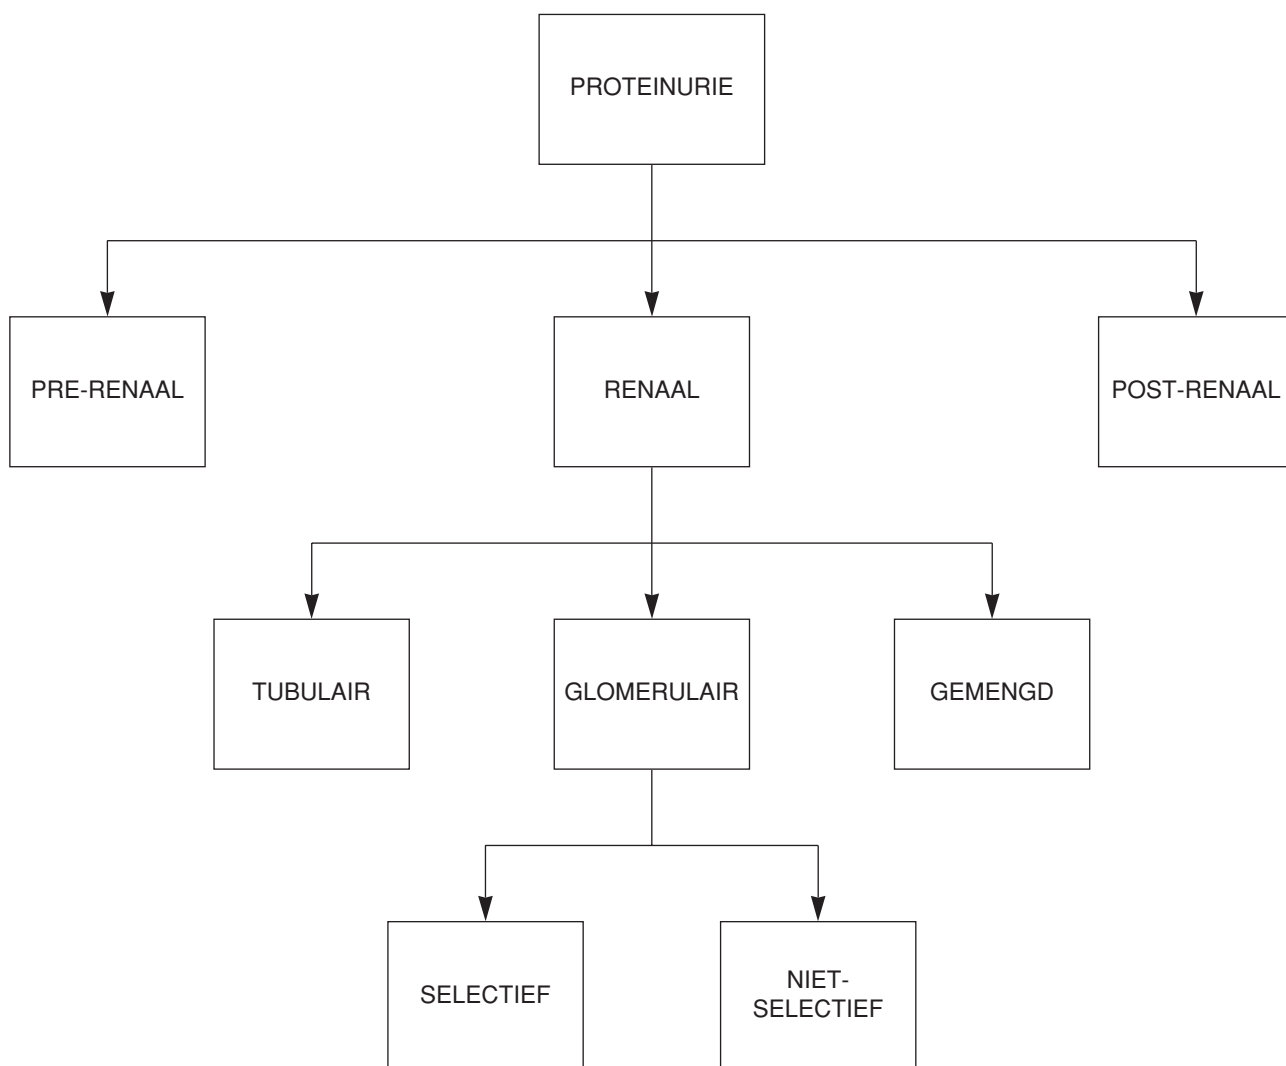 PROTEINURIE
PRE-RENAAL
RENAAL
POST-RENAAL
TUBULAIR
GLOMERULAIR
GEMENGD
SELECTIEF
NIET-
SELECTIEF